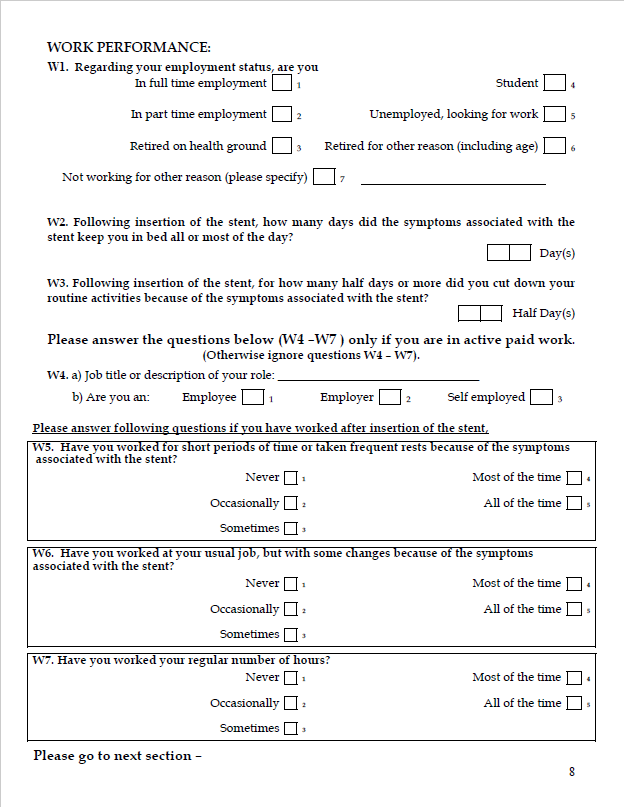 WORK PERFORMANCE:
W1. Regarding your employment status, are you
In full time employment 1 Student 4
In part time employment 2 Unemployed, looking for work 5
Retired on health ground 3 Retired for other reason (including age) 6
Not working for other reason (please specify) 7
W2. Following insertion of the stent, how many days did the symptoms associated with the
stent keep you in bed all or most of the day?
Day(s)
W3. Following insertion of the stent, for how many half days or more did you cut down your
routine activities because of the symptoms associated with the stent?
Half Day(s)
Please answer the questions below (W4 –W7 ) only if you are in active paid work.
(Otherwise ignore questions W4 – W7).
W4. a) Job title or description of your role:
b) Are you an: Employee 1 Employer 2 Self employed 3
Please answer following questions if you have worked after insertion of the stent.
W5. Have you worked for short periods of time or taken frequent rests because of the symptoms
associated with the stent?
Never 1 Most of the time 4
Occasionally 2 All of the time 5
Sometimes 3
W6. Have you worked at your usual job, but with some changes because of the symptoms
associated with the stent?
Never 1 Most of the time 4
Occasionally 2 All of the time 5
Sometimes 3
W7. Have you worked your regular number of hours?
Never 1 Most of the time 4
Occasionally 2 All of the time 5
Sometimes 3
Please go to next section –
8